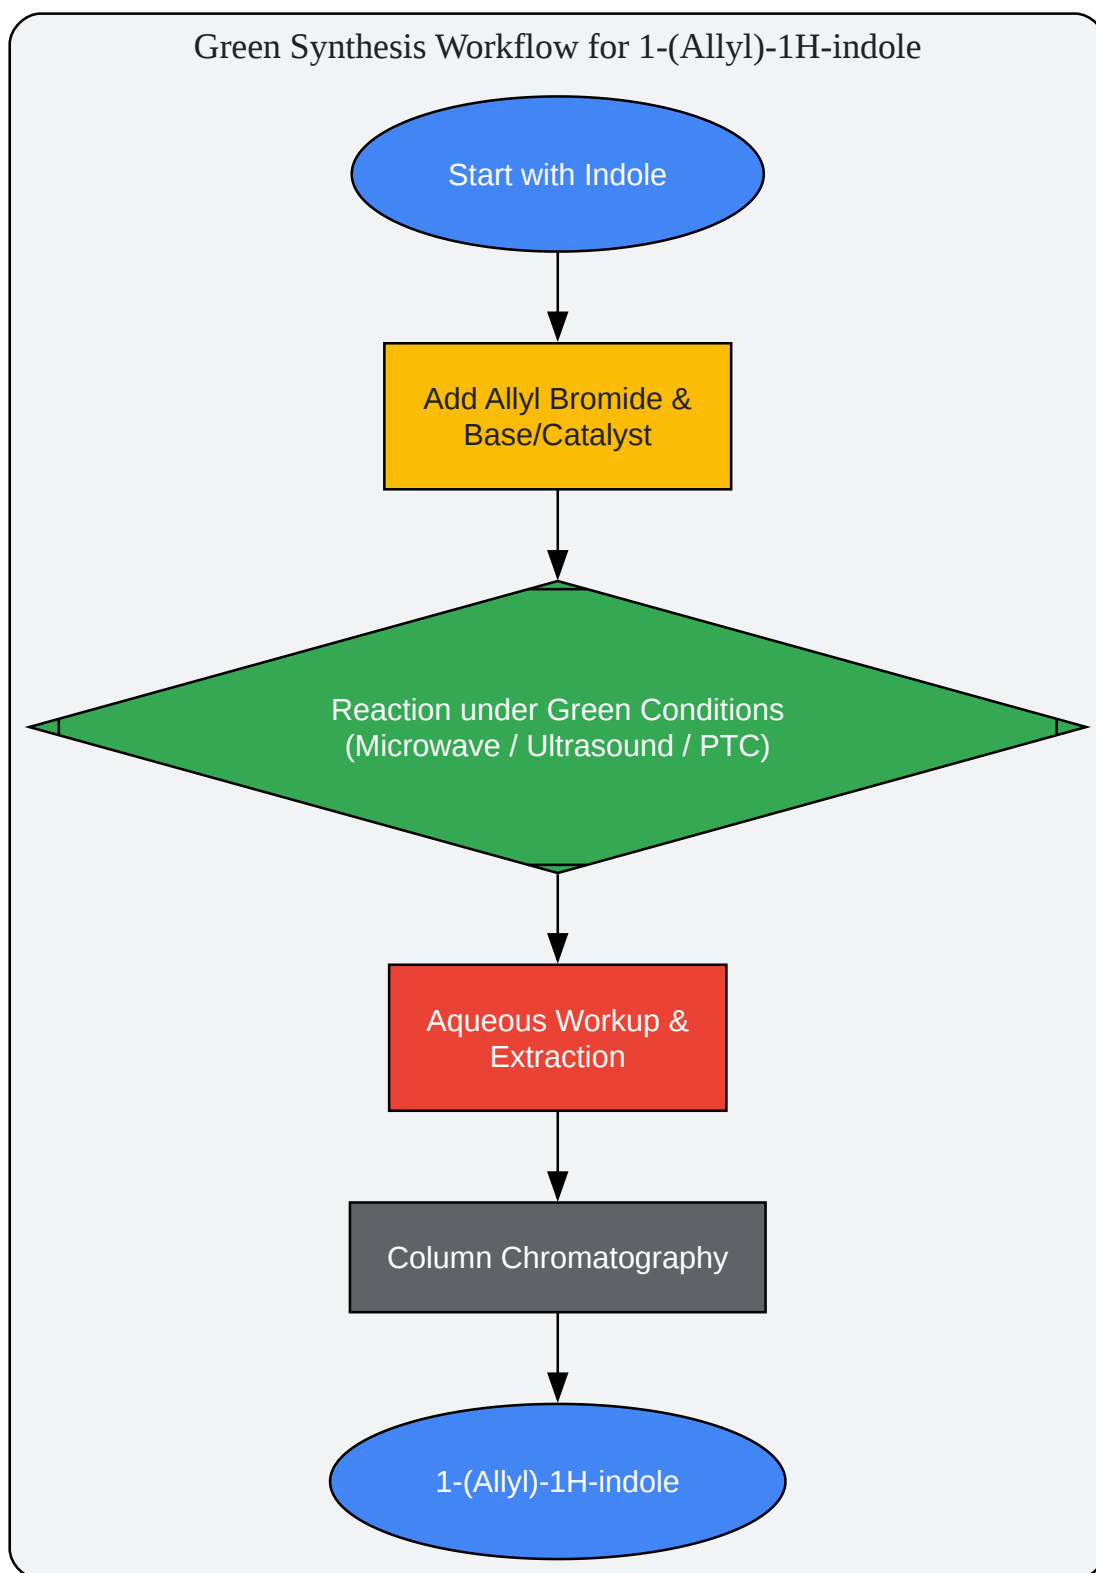 Green Synthesis Workflow for 1-(Allyl)-1H-indole
Start with Indole
Add Allyl Bromide &
Base/Catalyst
Reaction under Green Conditions
(Microwave / Ultrasound / PTC)
Aqueous Workup &
Extraction
Column Chromatography
1-(Allyl)-1H-indole